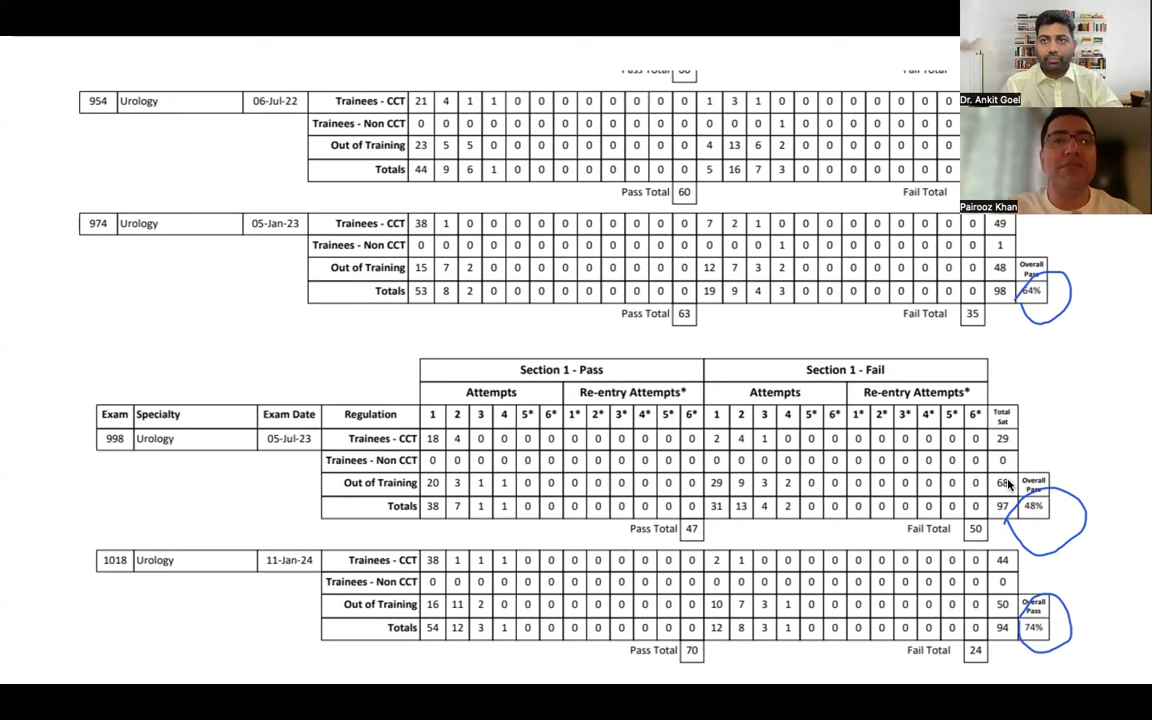 Dr. Ankit Goel
Pairooz Khan
Pass Total
954 Urology 06-Jul-22 Trainees - CCT 21 4 1 1 0 0 0 0 0 0 0 0 1 3 1 0 0 0 0 0 0 0 0
Trainees - Non CCT 0 0 0 0 0 0 0 0 0 0 0 0 0 0 0 1 0 0 0 0 0 0 0
Out of Training 23 5 5 0 0 0 0 0 0 0 0 0 4 13 6 2 0 0 0 0 0 0 0
Totals 44 9 6 1 0 0 0 0 0 0 0 0 5 16 7 3 0 0 0 0 0 0 0
Pass Total 60 Fail Total
974 Urology 05-Jan-23 Trainees - CCT 38 1 0 0 0 0 0 0 0 0 0 0 7 2 1 0 0 0 0 0 0 0 0 0 49
Trainees - Non CCT 0 0 0 0 0 0 0 0 0 0 0 0 0 0 0 1 0 0 0 0 0 0 0 0 1
Out of Training 15 7 2 0 0 0 0 0 0 0 0 0 12 7 3 2 0 0 0 0 0 0 0 0 48 Overall Pass
Totals 53 8 2 0 0 0 0 0 0 0 0 0 19 9 4 3 0 0 0 0 0 0 0 0 98 64%
Pass Total 63 Fail Total 35
Section 1 - Pass Section 1 - Fail
Attempts Re-entry Attempts* Attempts Re-entry Attempts*
Exam Specialty Exam Date Regulation 1 2 3 4 5* 6* 1* 2* 3* 4* 5* 6* 1 2 3 4 5* 6* 1* 2* 3* 4* 5* 6* Total Sat
998 Urology 05-Jul-23 Trainees - CCT 18 4 0 0 0 0 0 0 0 0 0 0 2 4 1 0 0 0 0 0 0 0 0 0 29
Trainees - Non CCT 0 0 0 0 0 0 0 0 0 0 0 0 0 0 0 0 0 0 0 0 0 0 0 0 0
Out of Training 20 3 1 1 0 0 0 0 0 0 0 0 29 9 3 2 0 0 0 0 0 0 0 0 68 Overall Pass
Totals 38 7 1 1 0 0 0 0 0 0 0 0 31 13 4 2 0 0 0 0 0 0 0 0 97 48%
Pass Total 47 Fail Total 50
1018 Urology 11-Jan-24 Trainees - CCT 38 1 1 1 0 0 0 0 0 0 0 0 2 1 0 0 0 0 0 0 0 0 0 0 44
Trainees - Non CCT 0 0 0 0 0 0 0 0 0 0 0 0 0 0 0 0 0 0 0 0 0 0 0 0 0
Out of Training 16 11 2 0 0 0 0 0 0 0 0 0 10 7 3 1 0 0 0 0 0 0 0 0 50 Overall Pass
Totals 54 12 3 1 0 0 0 0 0 0 0 0 12 8 3 1 0 0 0 0 0 0 0 0 94 74%
Pass Total 70 Fail Total 24